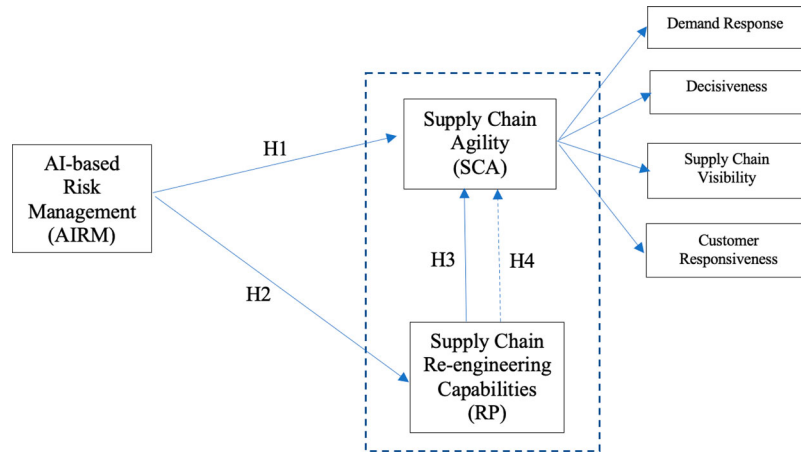 Demand Response
Decisiveness
Supply Chain
Visibility
Customer
Responsiveness
Supply Chain
Agility
(SCA)
H1
AI-based
Risk
Management
(AIRM)
H2
H3
H4
Supply Chain
Re-engineering
Capabilities
(RP)